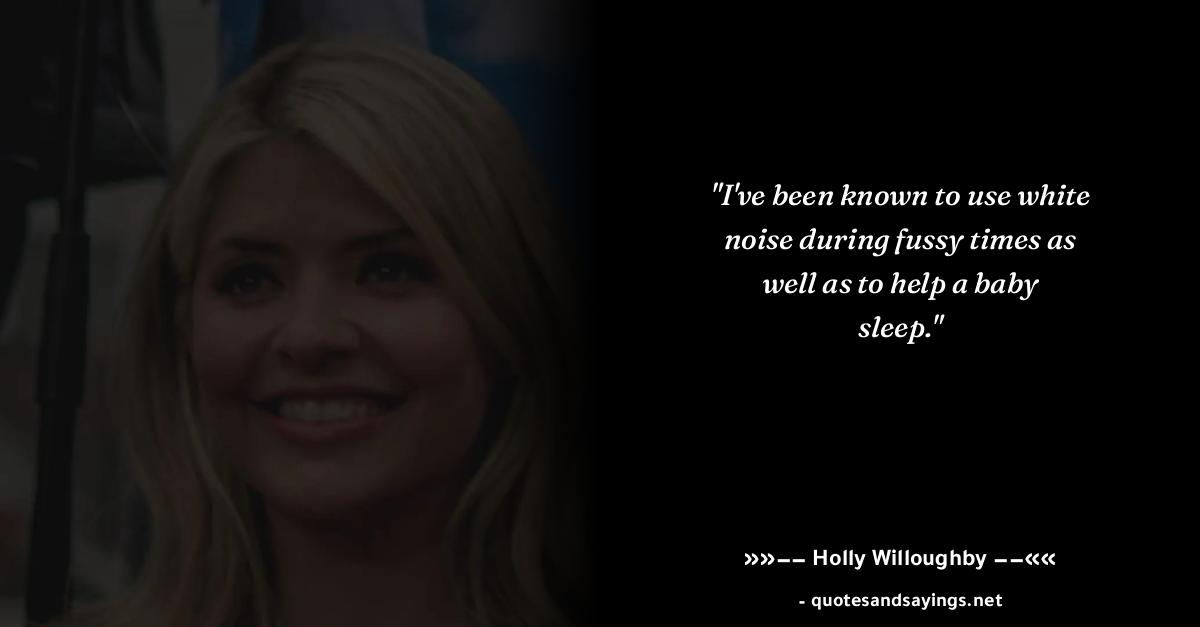 "I've been known to use white
noise during fussy times as
well as to help a baby
sleep."
»»–– Holly Willoughby ––««
- quotesandsayings.net